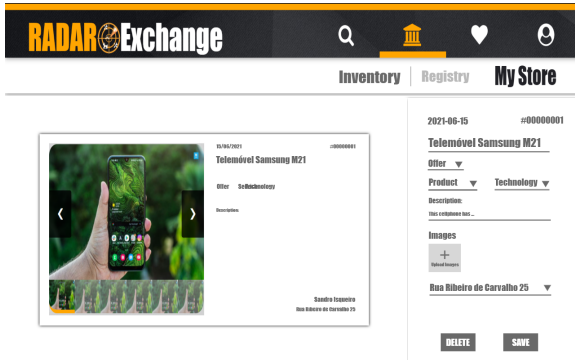 RADAR Exchange
Inventory Registry My Store
15/06/2021 #00000001
Telemóvel Samsung M21
Offer
Description:
Sandro Isqueiro
Rua Ribeiro de Carvalho 25
2021-06-15 #00000001
Telemóvel Samsung M21
Offer
Product Technology
Description:
This cellphone has ...
Images
Upload Images
Rua Ribeiro de Carvalho 25
DELETE SAVE